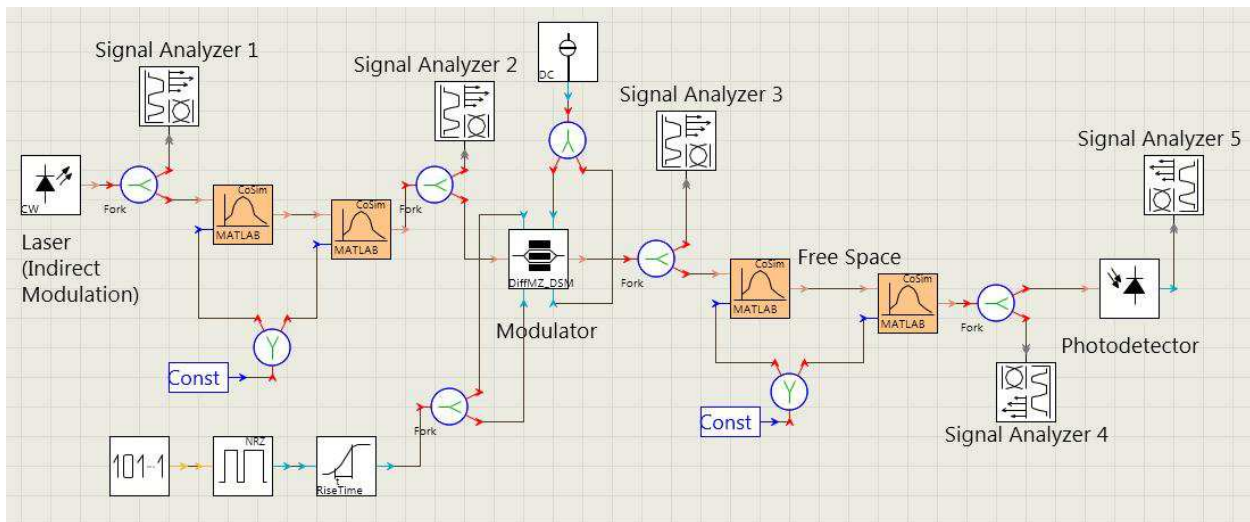 Signal Analyzer 1
Signal Analyzer 2
DC
Signal Analyzer 3
Signal Analyzer 5
CW
Fork
Laser
(Indirect
Modulation)
CoSim
MATLAB
CoSim
MATLAB
Fork
DiffMZ_DSM
Modulator
Fork
CoSim
MATLAB
Free Space
CoSim
MATLAB
Fork
Photodetector
Const
Const
Fork
Signal Analyzer 4
101-1
NRZ
t
RiseTime